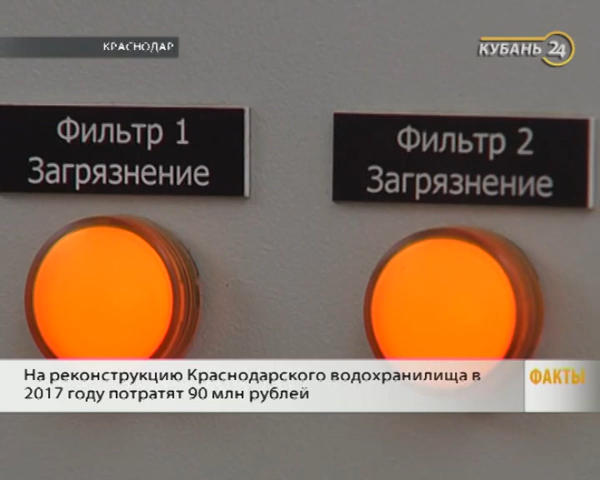 КРАСНОДАР
КУБАНЬ 24
Фильтр 1
Загрязнение
Фильтр 2
Загрязнение
На реконструкцию Краснодарского водохранилища в
2017 году потратят 90 млн рублей
ФАКТЫ